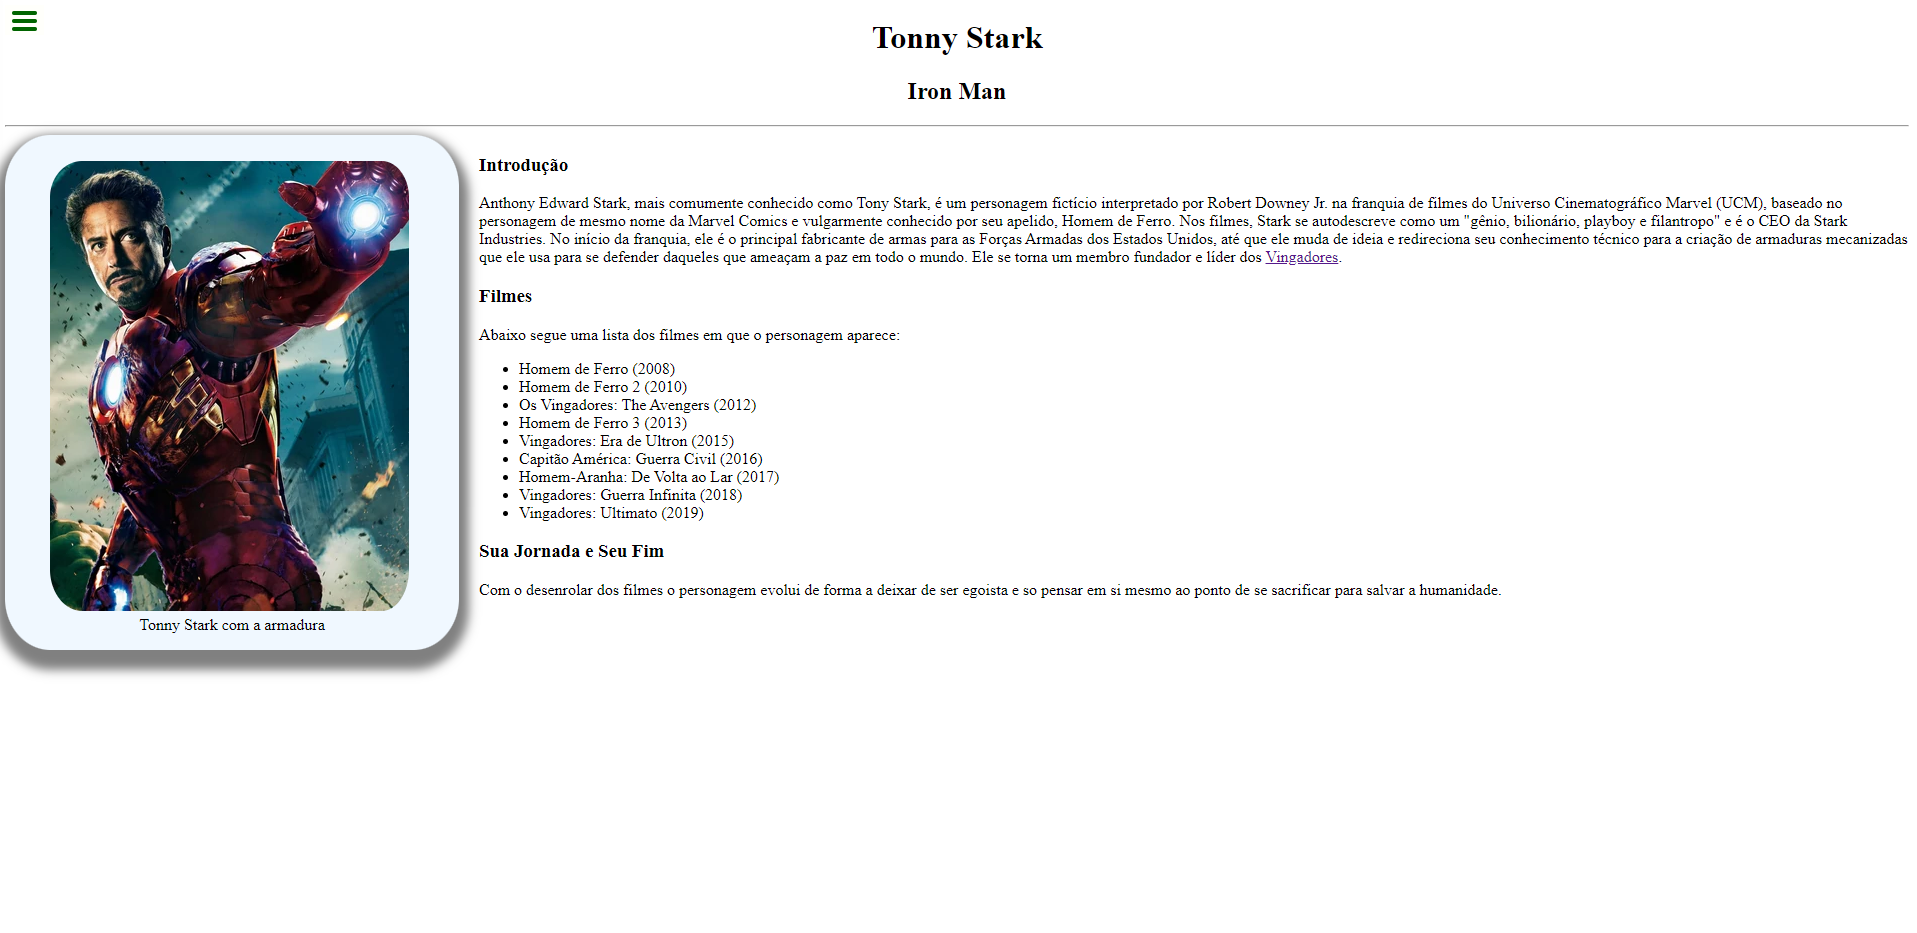 Tonny Stark
Iron Man
Tonny Stark com a armadura
Introdução
Anthony Edward Stark, mais comumente conhecido como Tony Stark, é um personagem fictício interpretado por Robert Downey Jr. na franquia de filmes do Universo Cinematográfico Marvel (UCM), baseado no
personagem de mesmo nome da Marvel Comics e vulgarmente conhecido por seu apelido, Homem de Ferro. Nos filmes, Stark se autodescreve como um "gênio, bilionário, playboy e filantropo" e é o CEO da Stark
Industries. No início da franquia, ele é o principal fabricante de armas para as Forças Armadas dos Estados Unidos, até que ele muda de ideia e redireciona seu conhecimento técnico para a criação de armaduras mecanizadas
que ele usa para se defender daqueles que ameaçam a paz em todo o mundo. Ele se torna um membro fundador e líder dos Vingadores.
Filmes
Abaixo segue uma lista dos filmes em que o personagem aparece:
• Homem de Ferro (2008)
• Homem de Ferro 2 (2010)
• Os Vingadores: The Avengers (2012)
• Homem de Ferro 3 (2013)
• Vingadores: Era de Ultron (2015)
• Capitão América: Guerra Civil (2016)
• Homem-Aranha: De Volta ao Lar (2017)
• Vingadores: Guerra Infinita (2018)
• Vingadores: Ultimato (2019)
Sua Jornada e Seu Fim
Com o desenrolar dos filmes o personagem evolui de forma a deixar de ser egoista e so pensar em si mesmo ao ponto de se sacrificar para salvar a humanidade.